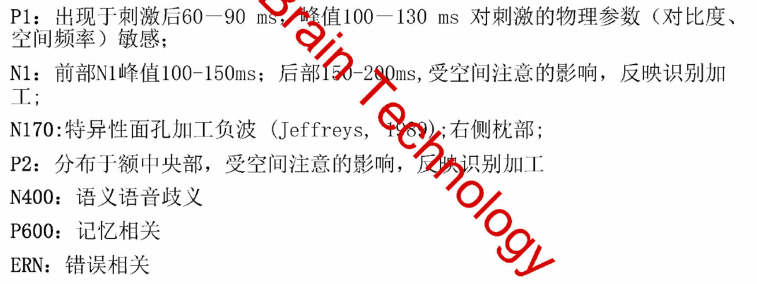 P1: 出现于刺激后60－90 ms, 峰值100－130 ms 对刺激的物理参数（对比度、
空间频率）敏感;
N1: 前部N1峰值100-150ms; 后部150-200ms,受空间注意的影响，反映识别加
工;
N170:特异性面孔加工负波 (Jeffreys, 1989);右侧枕部;
P2: 分布于额中央部，受空间注意的影响，反映识别加工
N400: 语义语音歧义
P600: 记忆相关
ERN: 错误相关
Brain Technology